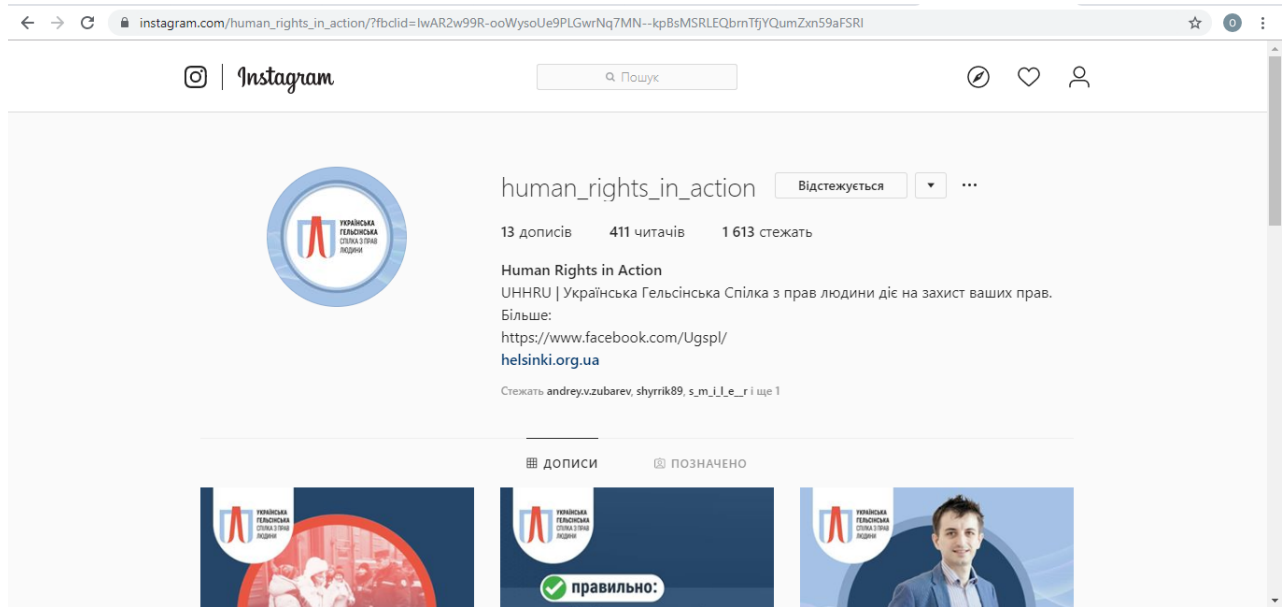 instagram.com/human_rights_in_action/?fbclid=IwAR2w99R-ooWysoUe9PLGwrNq7MN--kpBsMSRLEQbrnTfjYQumZxn59aFSRI
O
Instagram
Пошук
УКРАЇНСЬКА
ГЕЛЬСІНСЬКА
СПІЛКА З ПРАВ
ЛЮДИНИ
human_rights_in_action
Відстежується
13 дописів 411 читачів 1 613 стежать
Human Rights in Action
UHHRU | Українська Гельсінська Спілка з прав людини діє на захист ваших прав.
Більше:
https://www.facebook.com/Ugspl/
helsinki.org.ua
Стежать andrey.v.zubarev, shyrrik89, s_m_i_l_e__r і ще 1
ДОПИСИ
ПОЗНАЧЕНО
УКРАЇНСЬКА
ГЕЛЬСІНСЬКА
СПІЛКА З ПРАВ
ЛЮДИНИ
УКРАЇНСЬКА
ГЕЛЬСІНСЬКА
СПІЛКА З ПРАВ
ЛЮДИНИ
правильно:
УКРАЇНСЬКА
ГЕЛЬСІНСЬКА
СПІЛКА З ПРАВ
ЛЮДИНИ